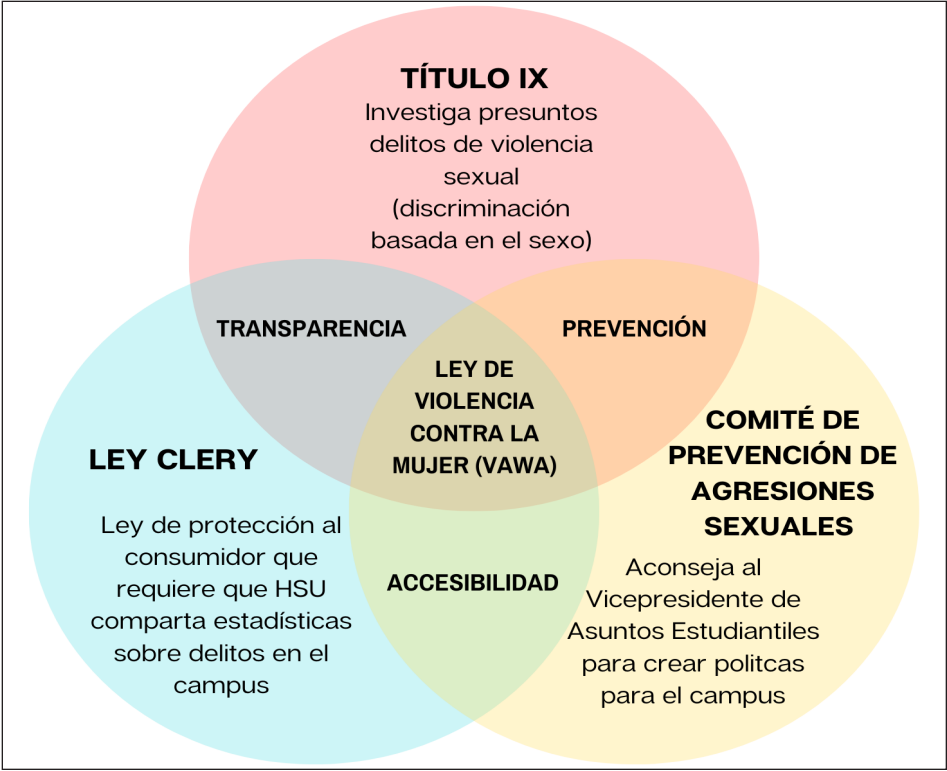 TÍTULO IX
Investiga presuntos
delitos de violencia
sexual
(discriminación
basada en el sexo)
TRANSPARENCIA
PREVENCIÓN
LEY DE
VIOLENCIA
CONTRA LA
MUJER (VAWA)
LEY CLERY
Ley de protección al
consumidor que
requiere que HSU
comparta estadísticas
sobre delitos en el
campus
COMITÉ DE
PREVENCIÓN DE
AGRESIONES
SEXUALES
Aconseja al
Vicepresidente de
Asuntos Estudiantiles
para crear politcas
para el campus
ACCESIBILIDAD